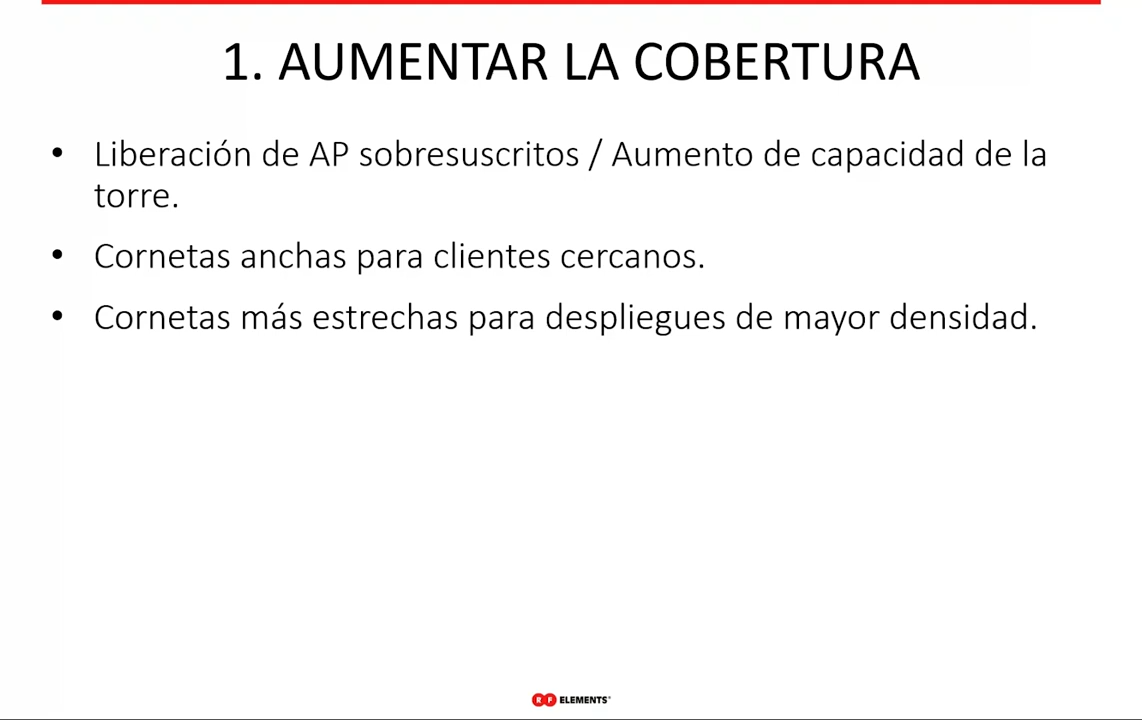 1. AUMENTAR LA COBERTURA
• Liberación de AP sobresuscritos / Aumento de capacidad de la
torre.
• Cornetas anchas para clientes cercanos.
• Cornetas más estrechas para despliegues de mayor densidad.
RF ELEMENTS